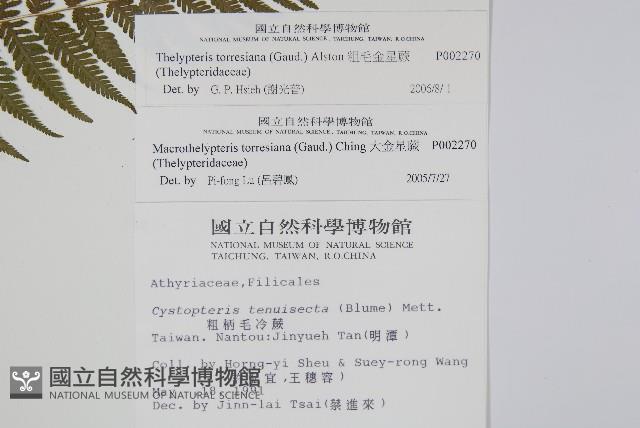 國立自然科學博物館
NATIONAL MUSEUM OF NATURAL SCIENCE, TAICHUNG, TAIWAN, R.O.CHINA
Thelypteris torresiana (Gaud.) Alston 粗毛金星蕨 P002270
(Thelypteridaceae)
Det. by G. P. Hsieh (謝光普) 2006/8/1
國立自然科學博物館
NATIONAL MUSEUM OF NATURAL SCIENCE, TAICHUNG, TAIWAN, R.O.CHINA
Macrothelypteris torresiana (Gaud.) Ching 大金星蕨 P002270
(Thelypteridaceae)
Det. by Pi-fong Lu (呂碧鳳) 2005/7/27
國立自然科學博物館
NATIONAL MUSEUM OF NATURAL SCIENCE
TAICHUNG, TAIWAN, R.O.CHINA
Athyriaceae,Filicales
Cystopteris tenuisecta (Blume) Mett.
粗柄毛冷蕨
Taiwan. Nantou:Jinyueh Tan(明潭)
Coll. by Horng-yi Sheu & Suey-rong Wang
宜,王穗容)
18, 1991
Dec. by Jinn-lai Tsai(蔡進來)
國立自然科學博物館
NATIONAL MUSEUM OF NATURAL SCIENCE